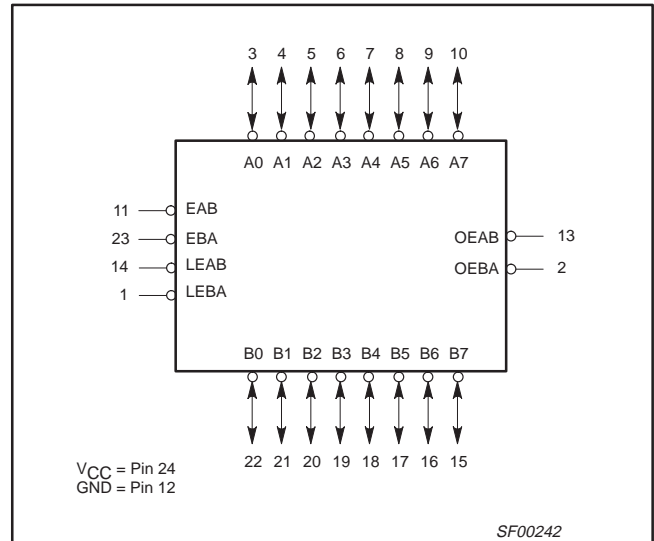 3 4 5 6 7 8 9 10
A0 A1 A2 A3 A4 A5 A6 A7
11 EAB
23 EBA
14 LEAB
1 LEBA
OEAB 13
OEBA 2
B0 B1 B2 B3 B4 B5 B6 B7
22 21 20 19 18 17 16 15
VCC = Pin 24
GND = Pin 12
SF00242